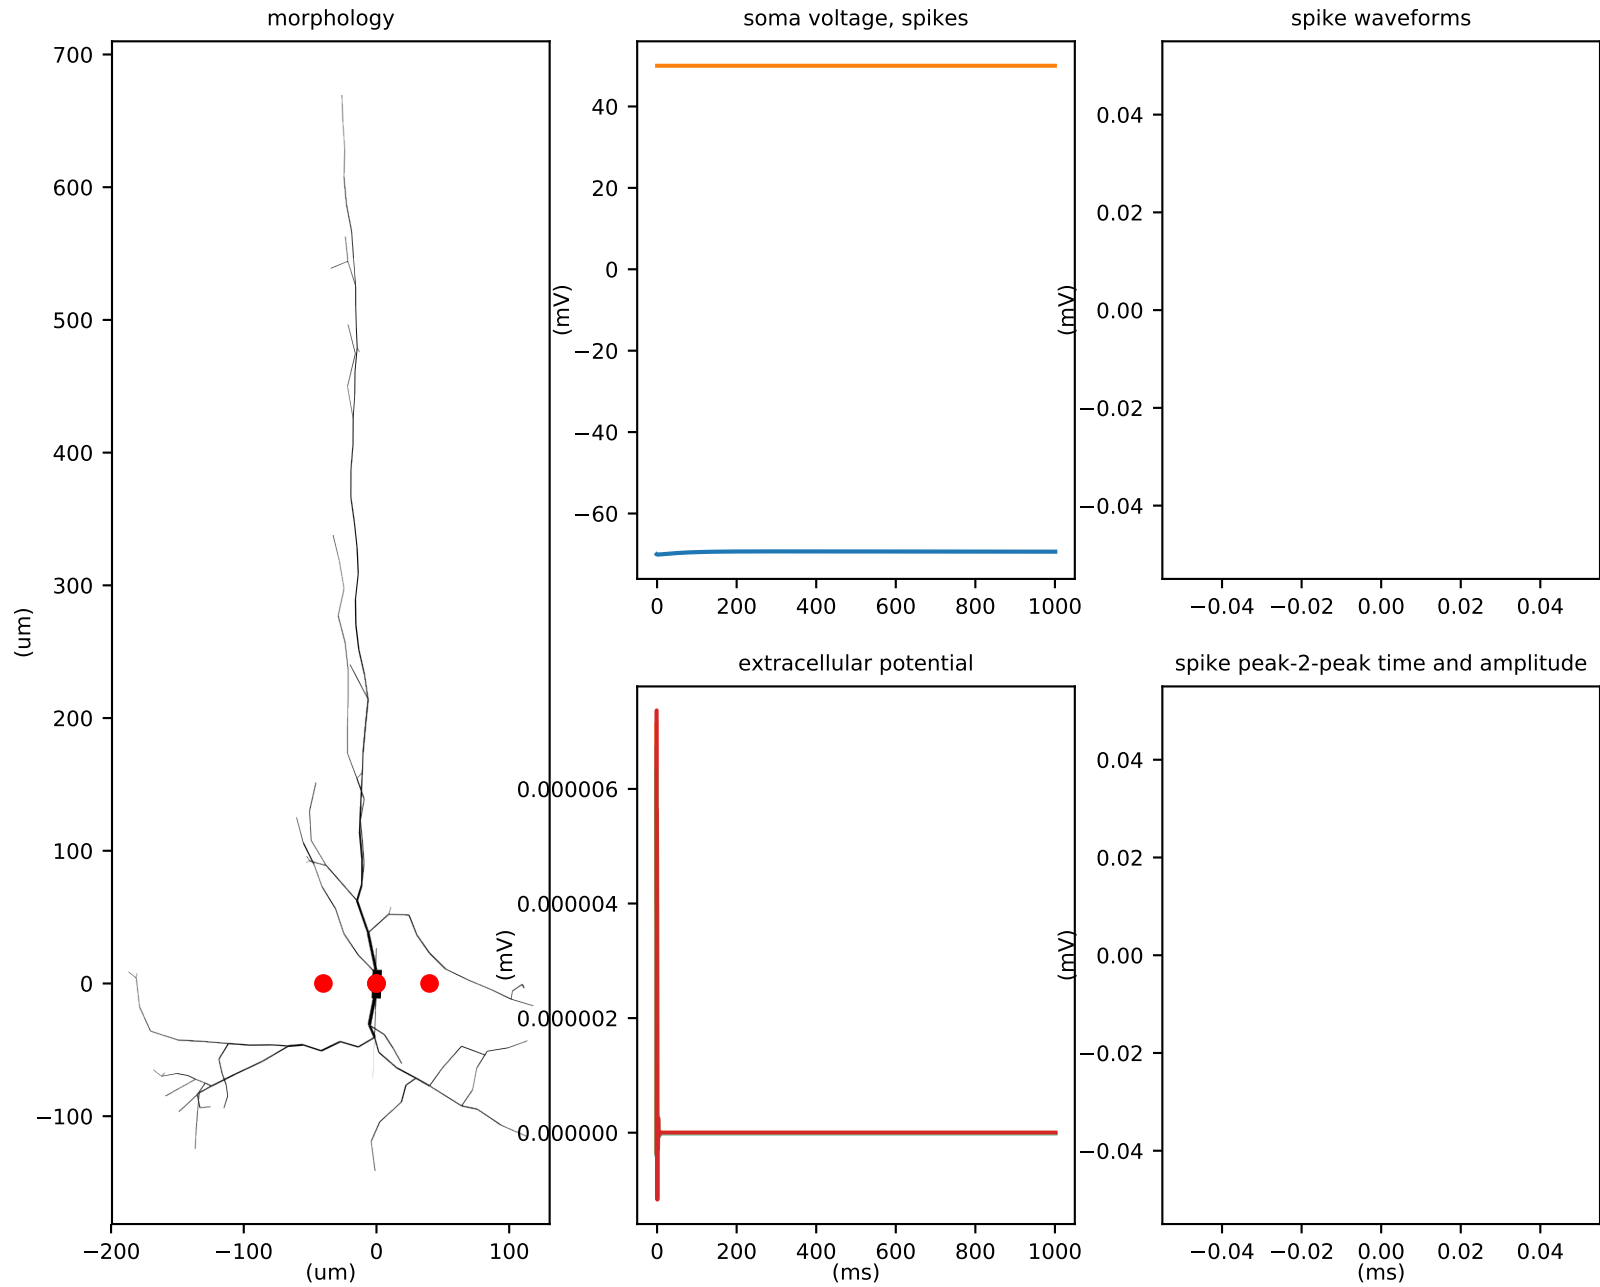 morphology
700
600
500
400
300
200
100
0
−100
(um)
−200 −100 0 100
(um)
soma voltage, spikes
40
20
0
−20
−40
−60
(mV)
0 200 400 600 800 1000
spike waveforms
0.04
0.02
0.00
−0.02
−0.04
(mV)
−0.04 −0.02 0.00 0.02 0.04
extracellular potential
0.000006
0.000004
0.000002
0.000000
(mV)
0 200 400 600 800 1000
(ms)
spike peak-2-peak time and amplitude
0.04
0.02
0.00
−0.02
−0.04
(mV)
−0.04 −0.02 0.00 0.02 0.04
(ms)